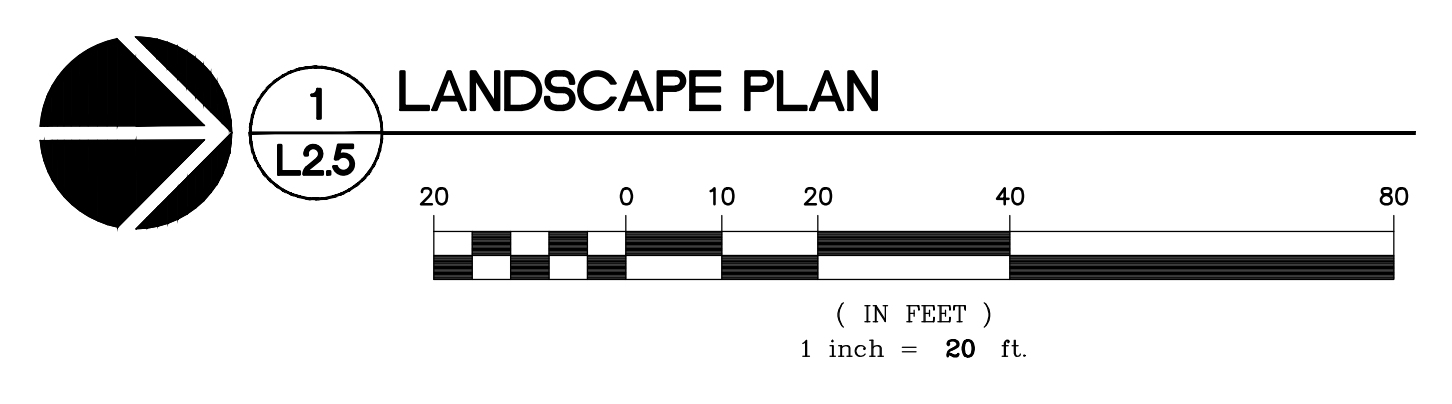 1
L2.5
LANDSCAPE PLAN
20 0 10 20 40 80
( IN FEET )
1 inch = 20 ft.